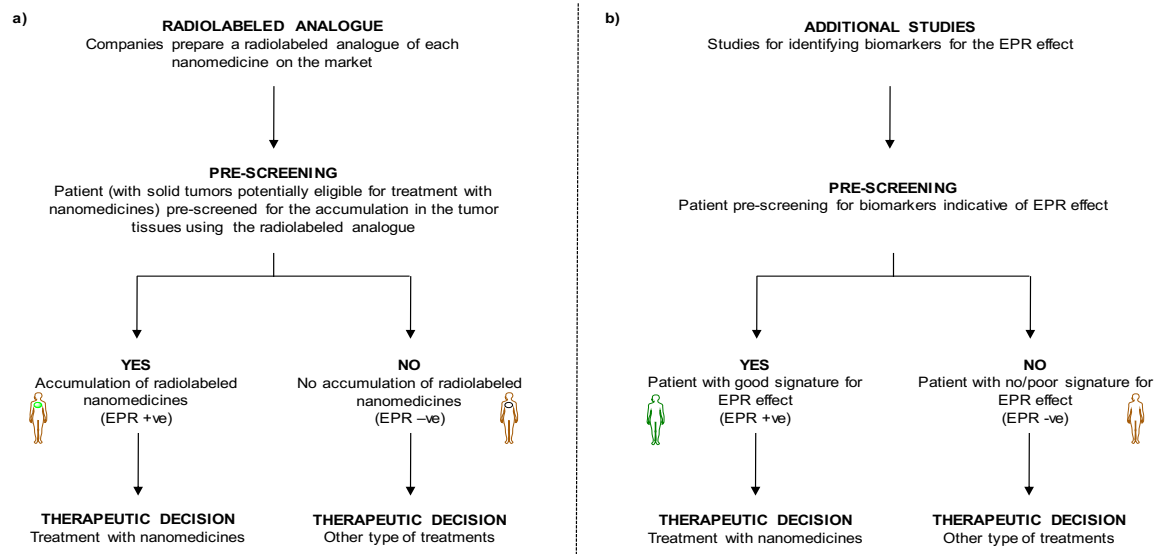 a)
RADIOLABELED ANALOGUE
Companies prepare a radiolabeled analogue of each
nanomedicine on the market
PRE-SCREENING
Patient (with solid tumors potentially eligible for treatment with
nanomedicines) pre-screened for the accumulation in the tumor
tissues using the radiolabeled analogue
YES
Accumulation of radiolabeled
nanomedicines
(EPR +ve)
NO
No accumulation of radiolabeled
nanomedicines
(EPR –ve)
THERAPEUTIC DECISION
Treatment with nanomedicines
THERAPEUTIC DECISION
Other type of treatments
b)
ADDITIONAL STUDIES
Studies for identifying biomarkers for the EPR effect
PRE-SCREENING
Patient pre-screening for biomarkers indicative of EPR effect
YES
Patient with good signature for
EPR effect
(EPR +ve)
NO
Patient with no/poor signature for
EPR effect
(EPR -ve)
THERAPEUTIC DECISION
Treatment with nanomedicines
THERAPEUTIC DECISION
Other type of treatments